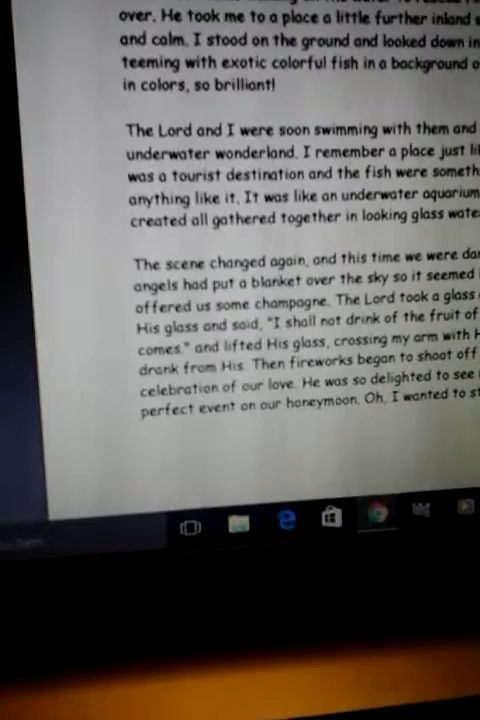 over. He took me to a place a little further inland
and calm. I stood on the ground and looked down in
teeming with exotic colorful fish in a background o
in colors, so brilliant!
The Lord and I were soon swimming with them and
underwater wonderland. I remember a place just li
was a tourist destination and the fish were someth
anything like it. It was like an underwater aquarium
created all gathered together in looking glass wate
The scene changed again, and this time we were da
angels had put a blanket over the sky so it seemed
offered us some champagne. The Lord took a glass
His glass and said, "I shall not drink of the fruit of
comes." and lifted His glass, crossing my arm with H
drank from His. Then fireworks began to shoot off
celebration of our love. He was so delighted to see
perfect event on our honeymoon. Oh, I wanted to st